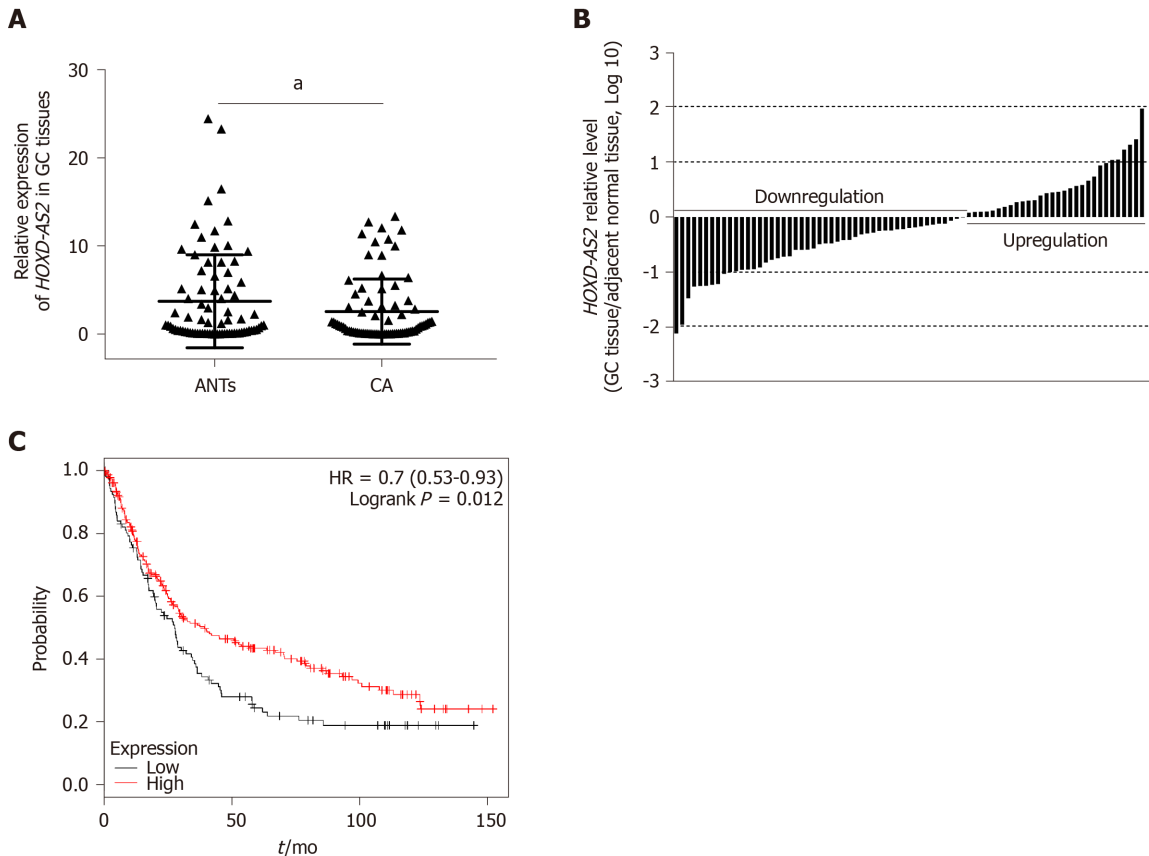 A
30
20
10
0
Relative expression
of HOXD-AS2 in GC tissues
a
ANTs
CA
B
3
2
1
0
-1
-2
-3
HOXD-AS2 relative level
(GC tissue/adjacent normal tissue, Log 10)
Downregulation
Upregulation
C
1.0
0.8
0.6
0.4
0.2
0.0
Probability
HR = 0.7 (0.53-0.93)
Logrank P = 0.012
Expression
Low
High
0
50
100
150
t/mo